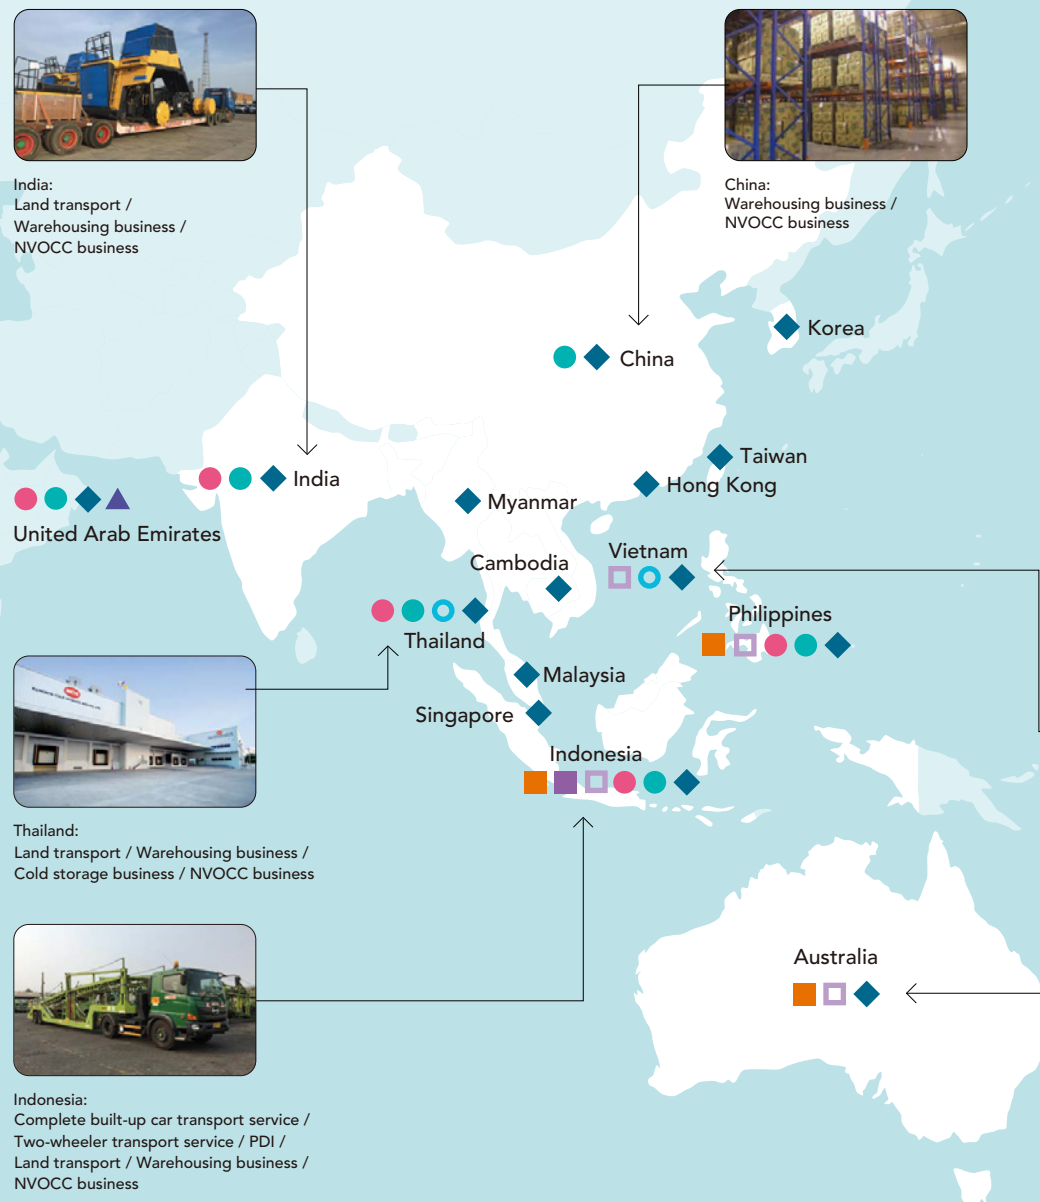 India:
Land transport /
Warehousing business /
NVOCC business
China:
Warehousing business /
NVOCC business
Korea
China
Taiwan
India
Hong Kong
Myanmar
United Arab Emirates
Vietnam
Cambodia
Philippines
Thailand
Malaysia
Singapore
Indonesia
Thailand:
Land transport / Warehousing business /
Cold storage business / NVOCC business
Australia
Indonesia:
Complete built-up car transport service /
Two-wheeler transport service / PDI /
Land transport / Warehousing business /
NVOCC business